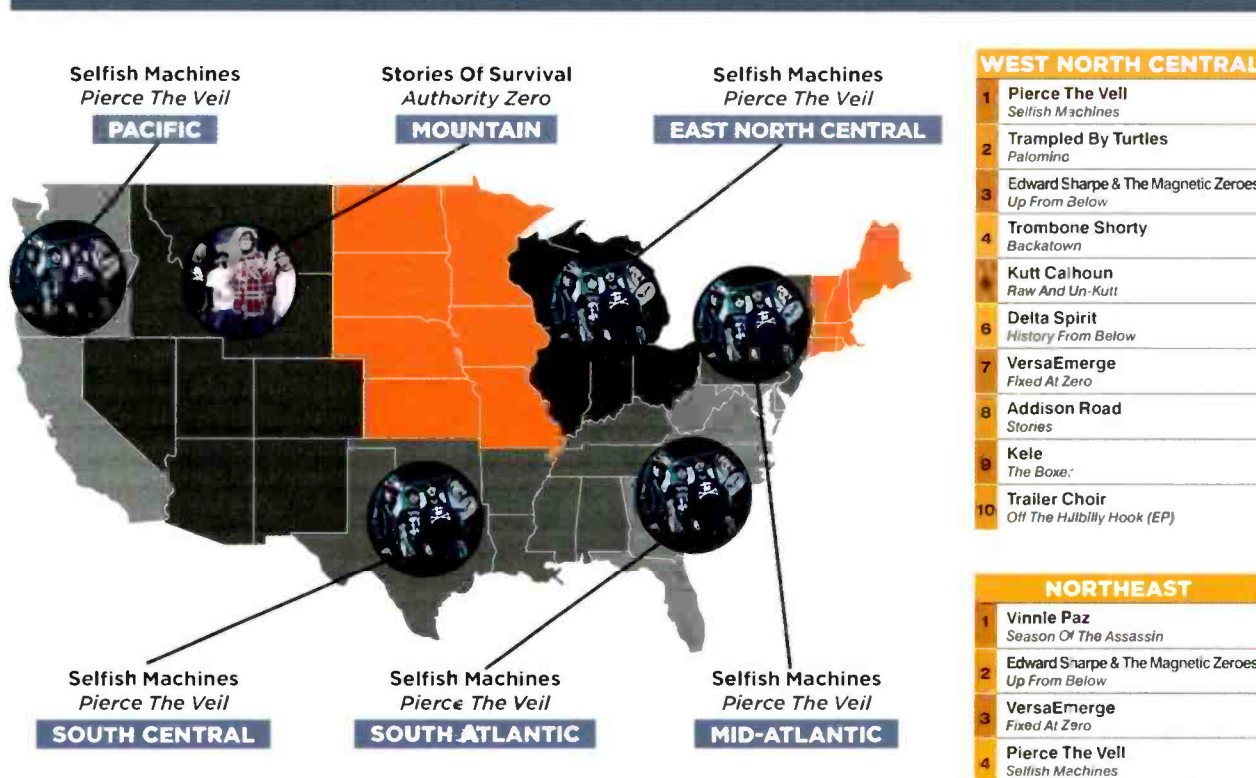 Selfish Machines
Pierce The Veil
PACIFIC
Stories Of Survival
Authority Zero
MOUNTAIN
Selfish Machines
Pierce The Veil
EAST NORTH CENTRAL
Selfish Machines
Pierce The Veil
SOUTH CENTRAL
Selfish Machines
Pierce The Veil
SOUTH ATLANTIC
Selfish Machines
Pierce The Veil
MID-ATLANTIC
WEST NORTH CENTRAL
1 Pierce The Veil
Selfish Machines
2 Trampled By Turtles
Palomino
3 Edward Sharpe & The Magnetic Zeroes
Up From Below
4 Trombone Shorty
Backatown
Kutt Calhoun
Raw And Un-Kutt
6 Delta Spirit
History From Below
7 VersaEmerge
Fixed At Zero
8 Addison Road
Stories
9 Kele
The Boxer
10 Trailer Choir
Off The Hillbilly Hook (EP)
NORTHEAST
1 Vinnie Paz
Season Of The Assassin
2 Edward Sharpe & The Magnetic Zeroes
Up From Below
3 VersaEmerge
Fixed At Zero
4 Pierce The Veil
Selfish Machines